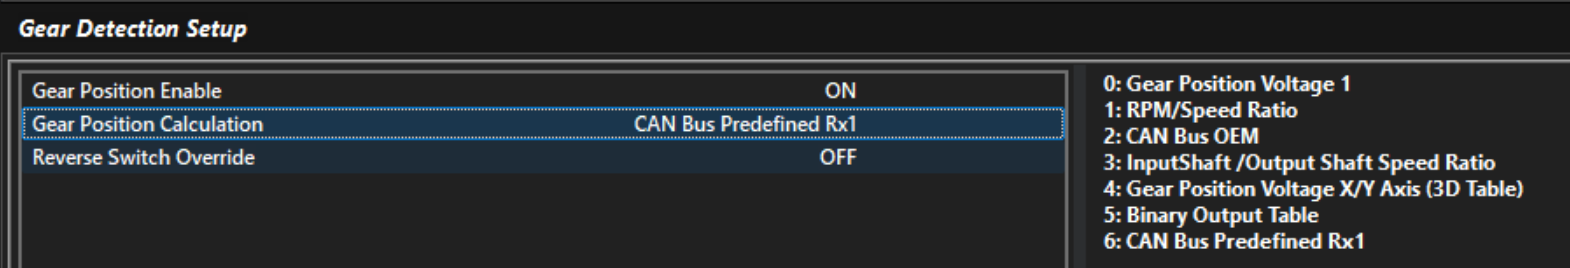 Gear Detection Setup
Gear Position Enable ON
Gear Position Calculation CAN Bus Predefined Rx1
Reverse Switch Override OFF
0: Gear Position Voltage 1
1: RPM/Speed Ratio
2: CAN Bus OEM
3: InputShaft /Output Shaft Speed Ratio
4: Gear Position Voltage X/Y Axis (3D Table)
5: Binary Output Table
6: CAN Bus Predefined Rx1